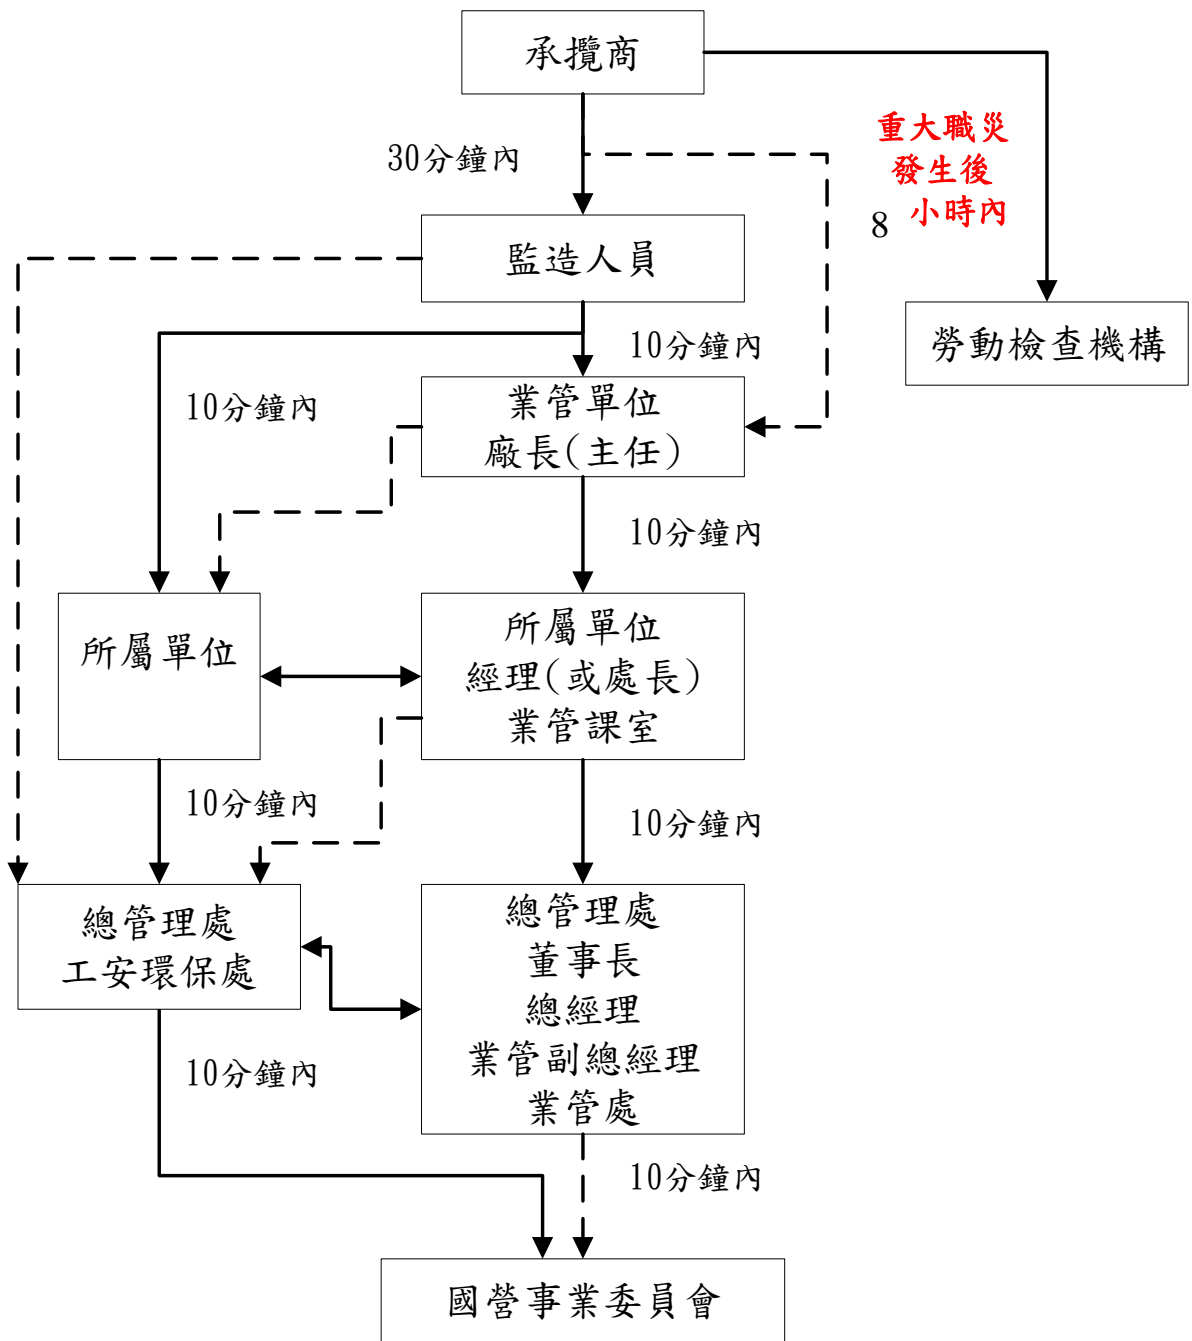 承攬商
重大職災
發生後
8小時內
30分鐘內
監造人員
10分鐘內
勞動檢查機構
10分鐘內
業管單位
廠長(主任)
10分鐘內
所屬單位
所屬單位
經理(或處長)
業管課室
10分鐘內
10分鐘內
總管理處
工安環保處
總管理處
董事長
總經理
業管副總經理
業管處
10分鐘內
10分鐘內
國營事業委員會